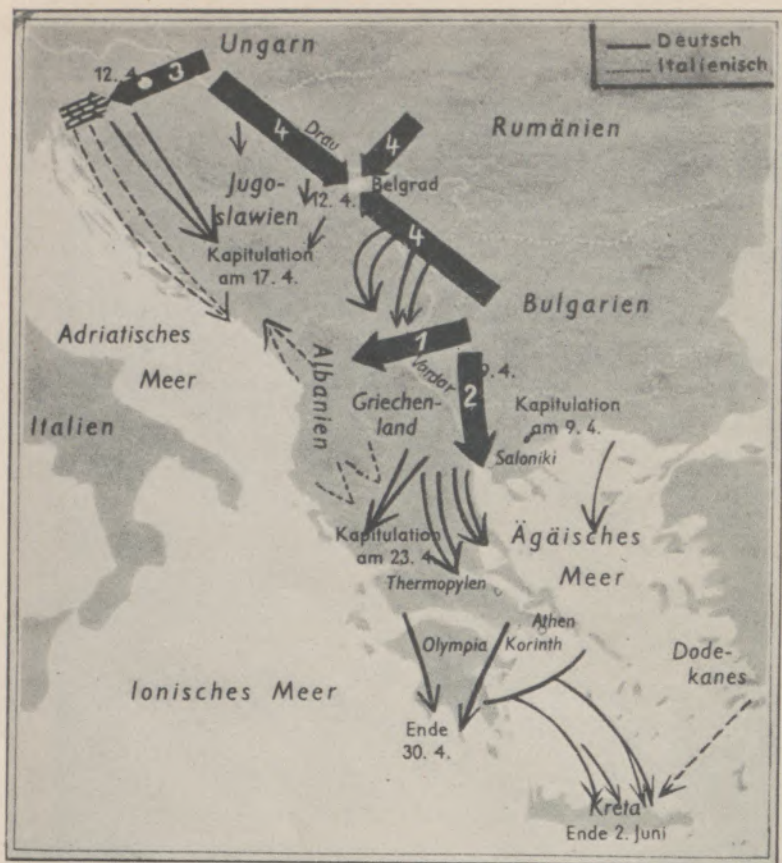 Ungarn
Deutsch
Italienisch
12. 4.
3
4
Drau
4
Rumänien
Jugo-
slawien
12. 4.
Belgrad
4
Kapitulation
am 17. 4.
Bulgarien
Adriatisches
Meer
1
Vardar
9. 4.
2
Albanien
Griechen-
land
Kapitulation
am 9. 4.
Italien
Saloniki
Kapitulation
am 23. 4.
Ägäisches
Meer
Thermopylen
Athen
Olympia
Korinth
Dode-
kanes
Ionisches Meer
Ende
30. 4.
Kreta
Ende 2. Juni